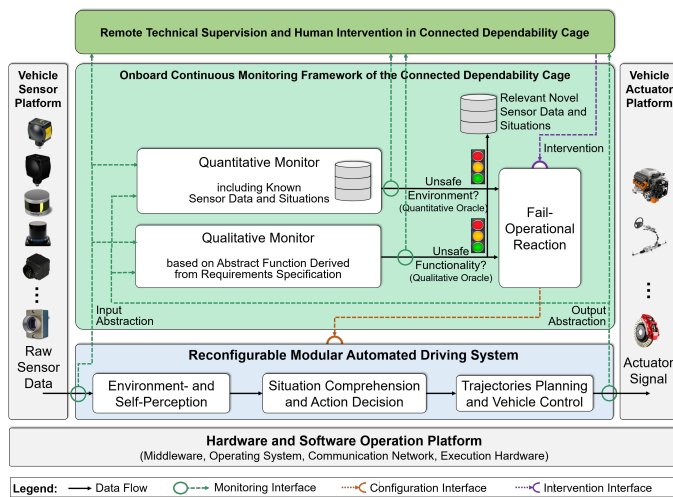 Remote Technical Supervision and Human Intervention in Connected Dependability Cage
Vehicle
Sensor
Platform
Onboard Continuous Monitoring Framework of the Connected Dependability Cage
Vehicle
Actuator
Platform
Relevant Novel
Sensor Data and
Situations
Quantitative Monitor
including Known
Sensor Data and Situations
Unsafe
Environment?
(Quantitative Oracle)
Intervention
Qualitative Monitor
based on Abstract Function Derived
from Requirements Specification
Unsafe
Functionality?
(Qualitative Oracle)
Fail-
Operational
Reaction
Input
Abstraction
Output
Abstraction
Raw
Sensor
Data
Reconfigurable Modular Automated Driving System
Environment- and
Self-Perception
Situation Comprehension
and Action Decision
Trajectories Planning
and Vehicle Control
Actuator
Signal
Hardware and Software Operation Platform
(Middleware, Operating System, Communication Network, Execution Hardware)
Legend: Data Flow Monitoring Interface Configuration Interface Intervention Interface